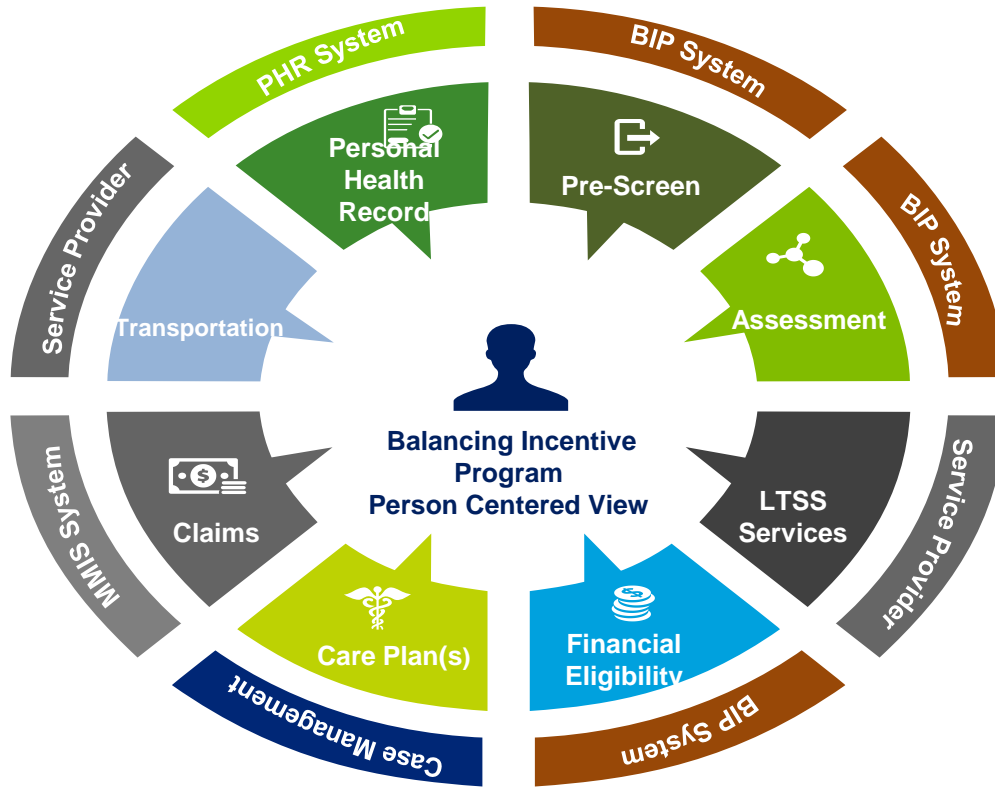 PHR System
BIP System
Personal
Health
Record
Pre-Screen
BIP System
Assessment
Service Provider
Transportation
Balancing Incentive
Program
Person Centered View
MMIS System
Claims
LTSS
Services
Service Provider
Care Plan(s)
Financial
Eligibility
Case Management
BIP System